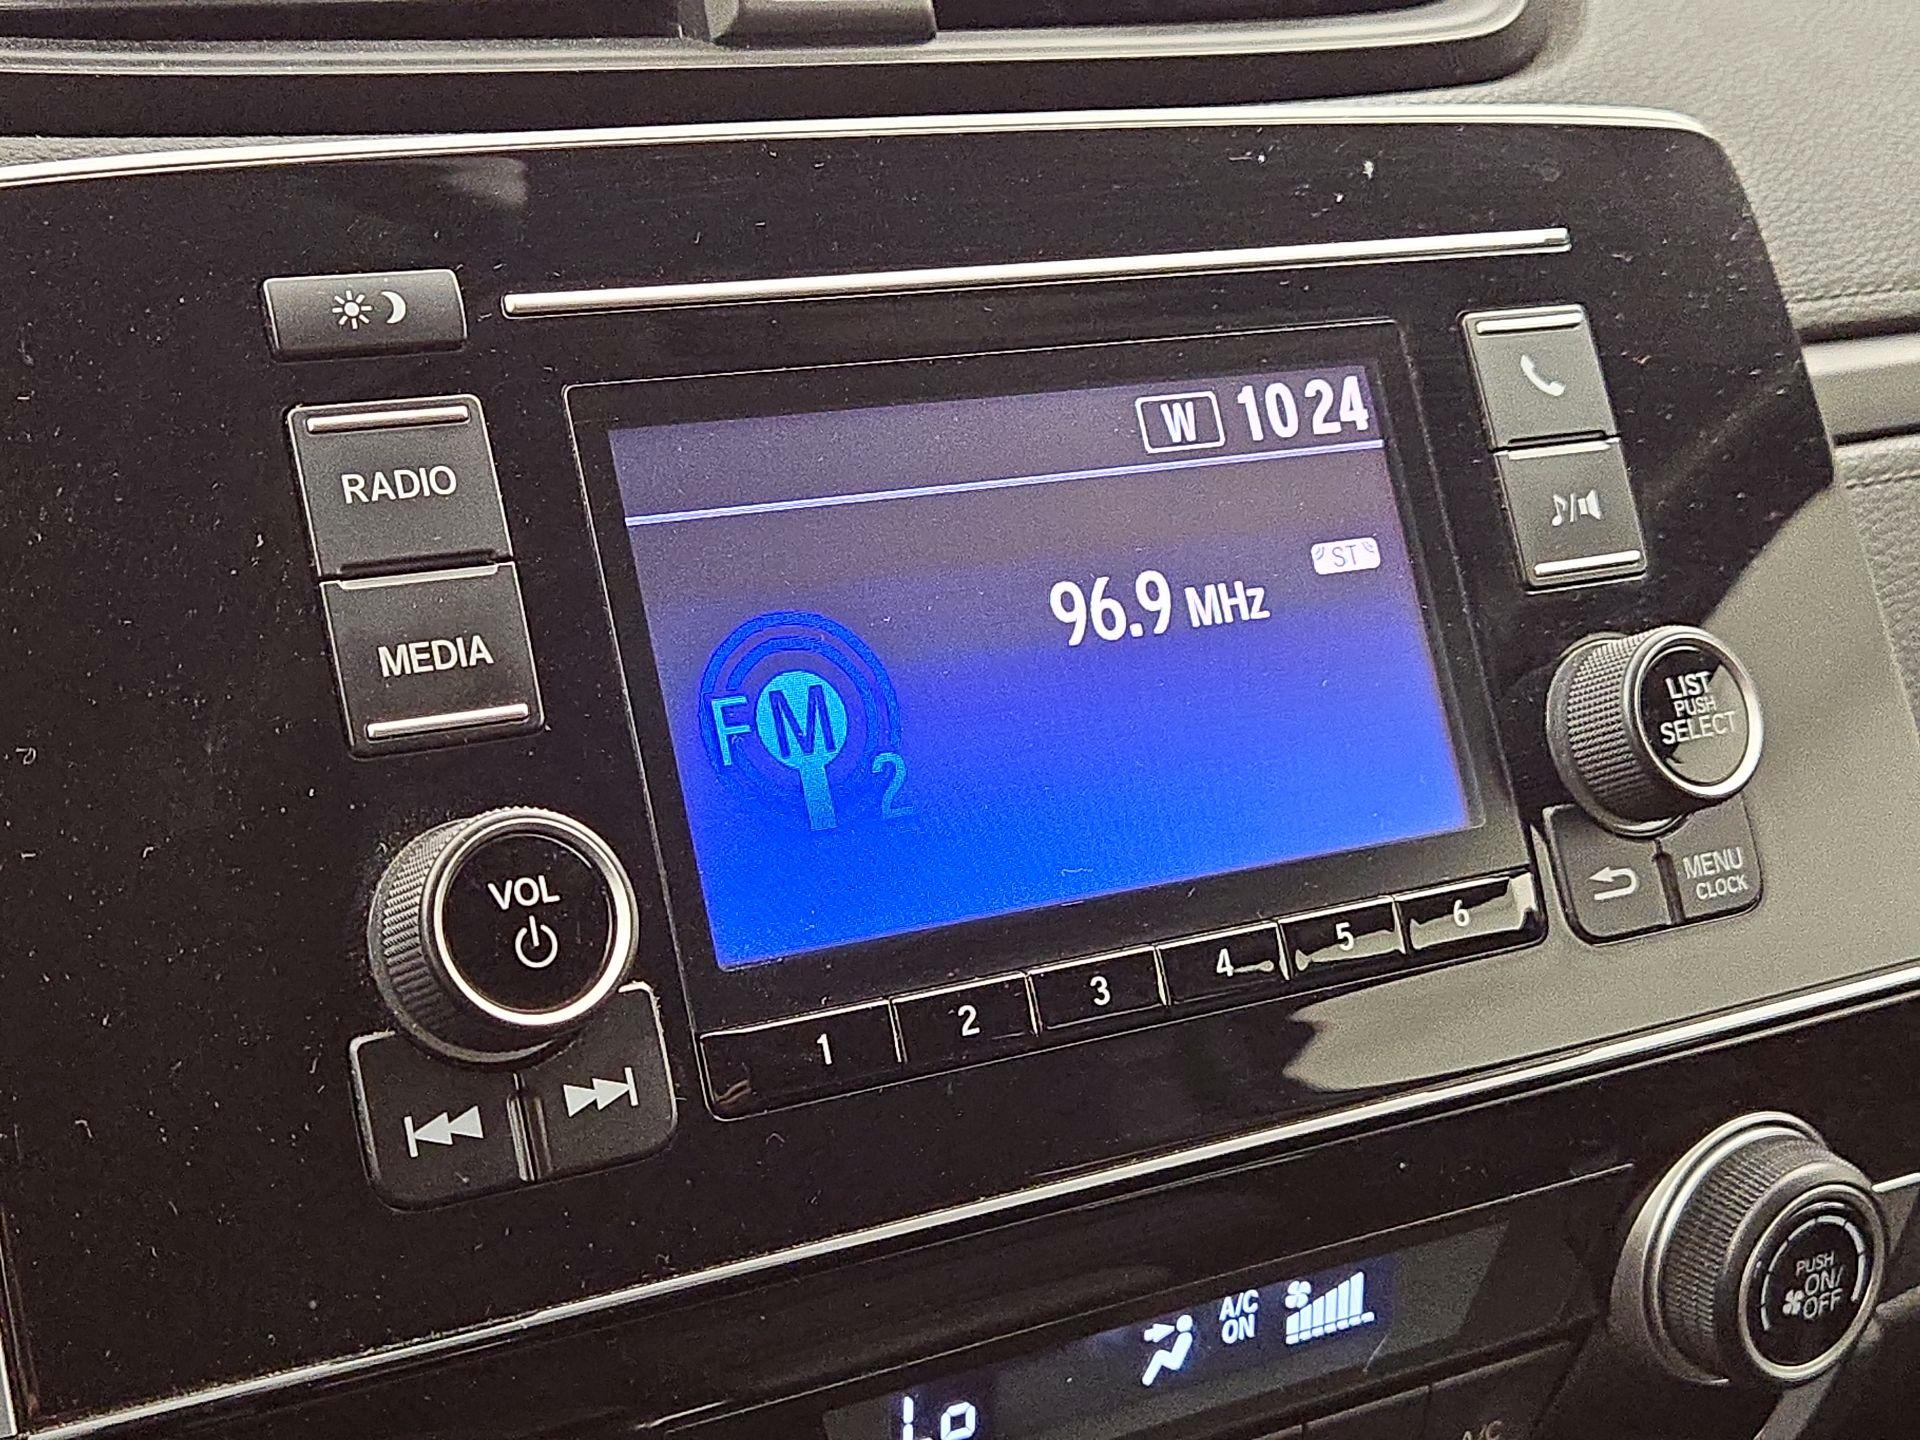 W 10 24
RADIO
ST
96.9 MHz
MEDIA
FM
2
LIST
PUSH
SELECT
VOL
MENU
CLOCK
1 2 3 4 5 6
PUSH
ON/
OFF
A/C
ON
Lo
A/C